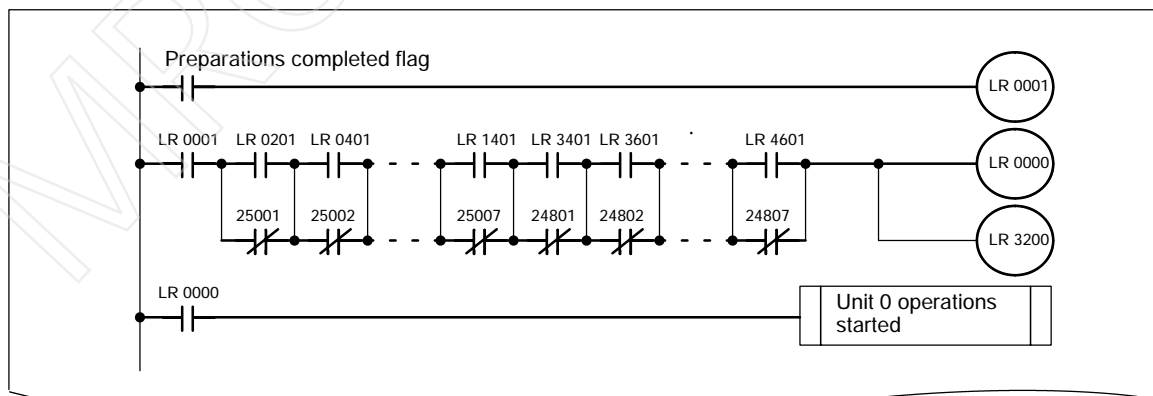 Preparations completed flag
LR 0001
LR 0001 LR 0201 LR 0401 LR 1401 LR 3401 LR 3601 LR 4601
LR 0000
25001 25002 25007 24801 24802 24807
LR 3200
LR 0000
Unit 0 operations
started